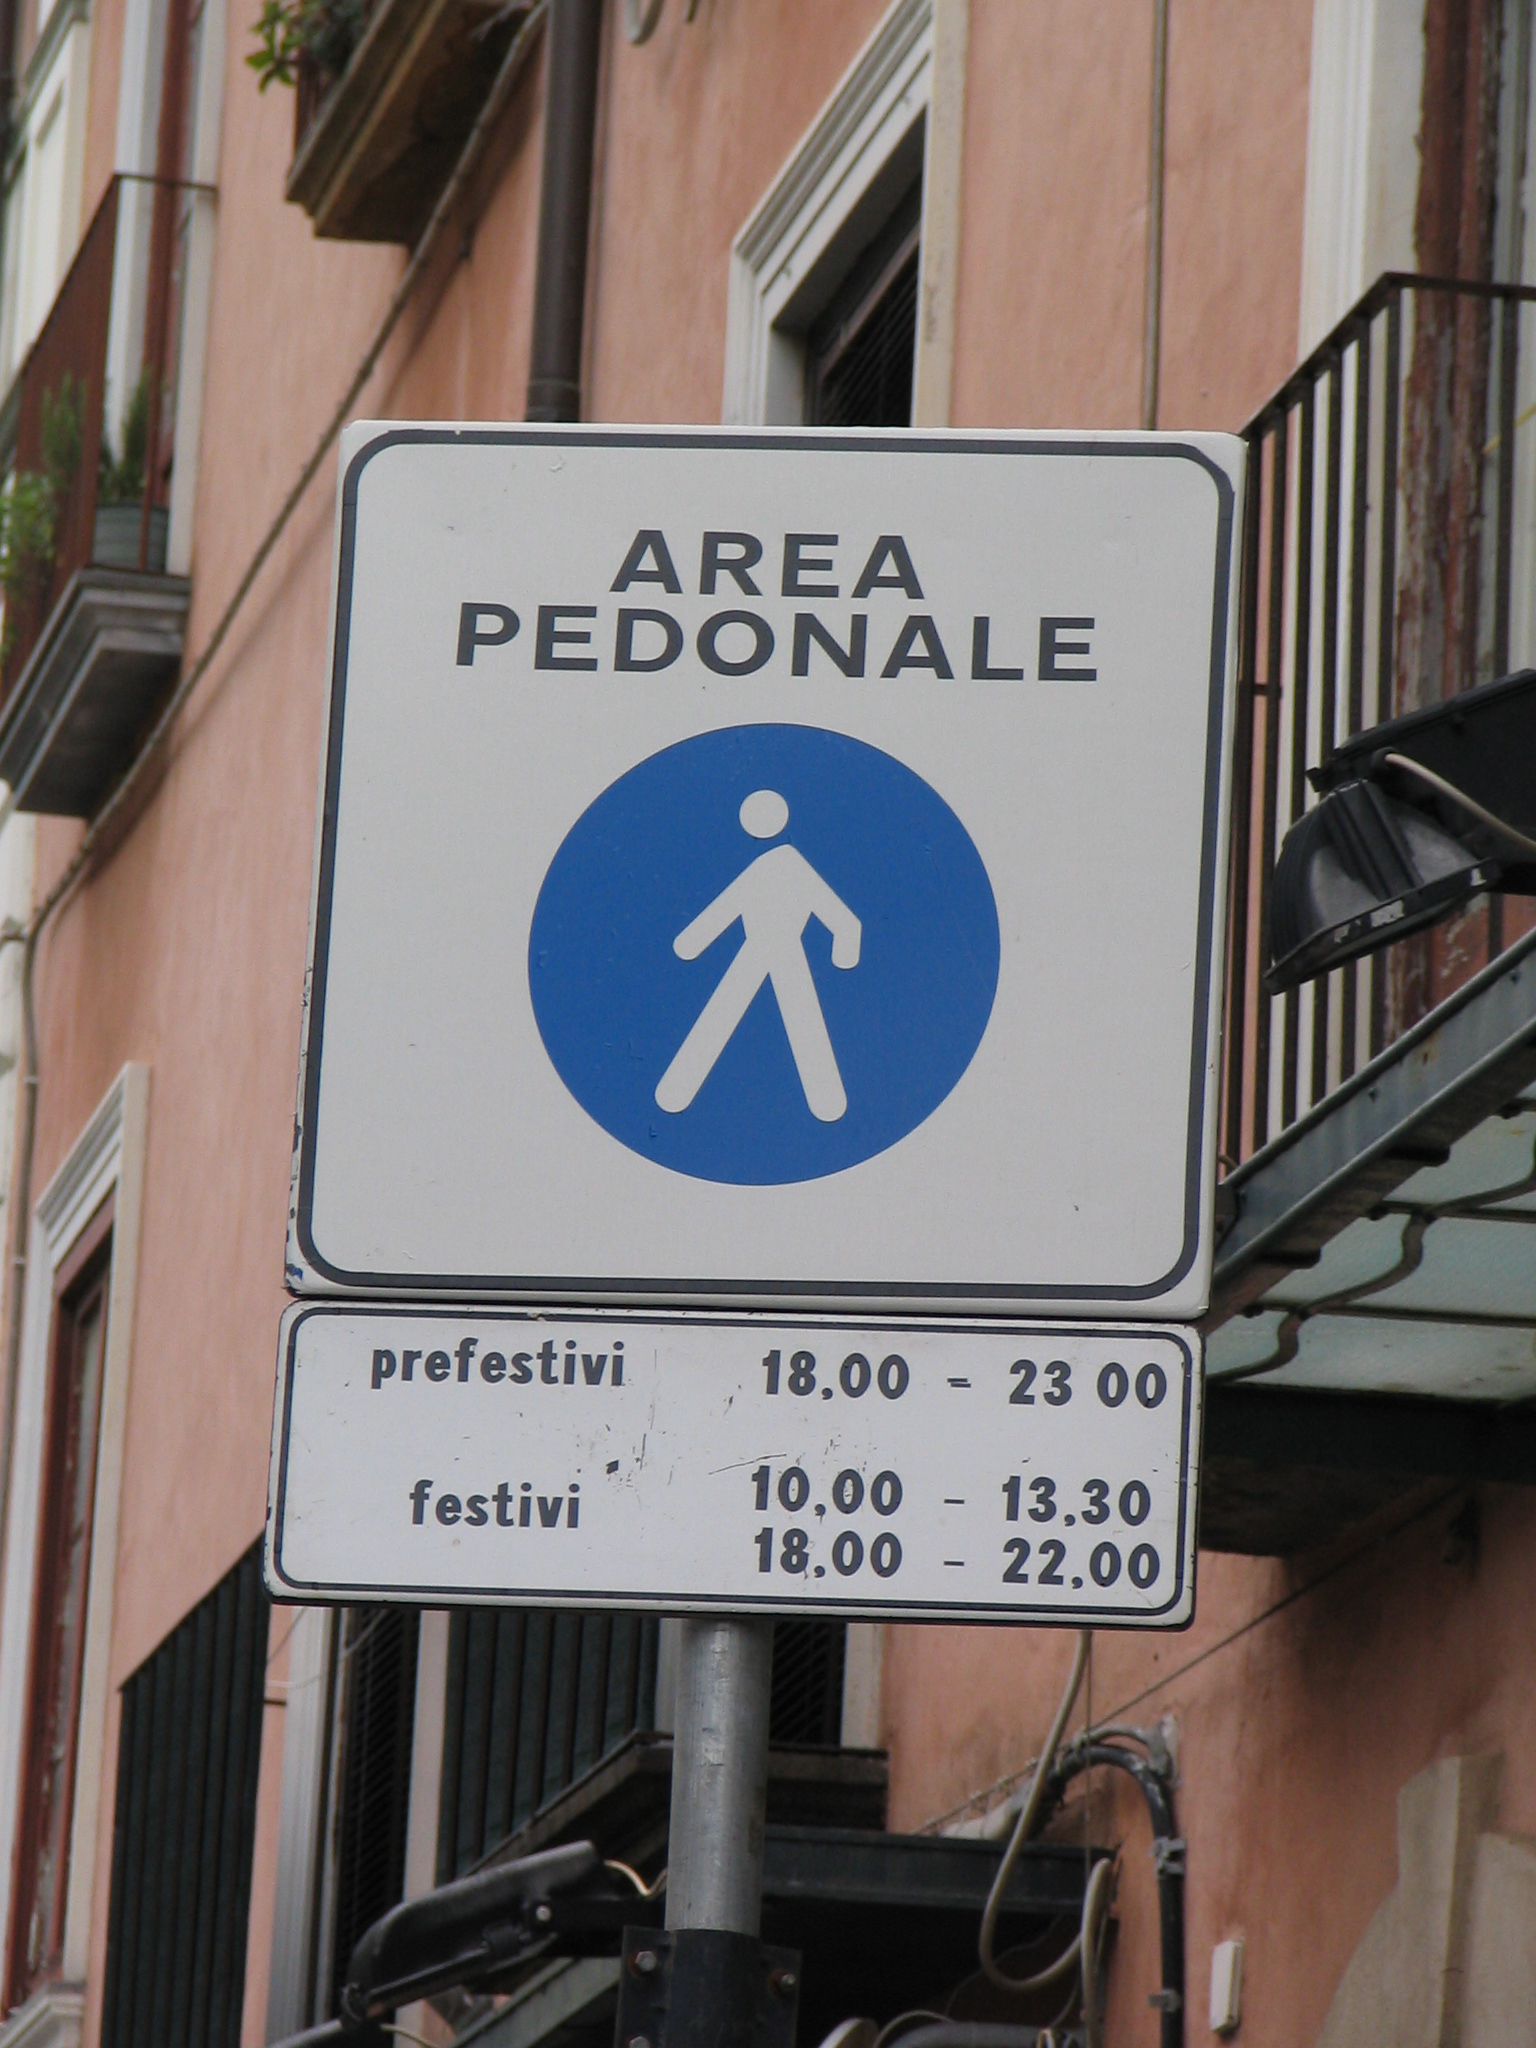 AREA
PEDONALE
prefestivi 18,00 - 23 00
festivi 10,00 - 13,30
18,00 - 22,00